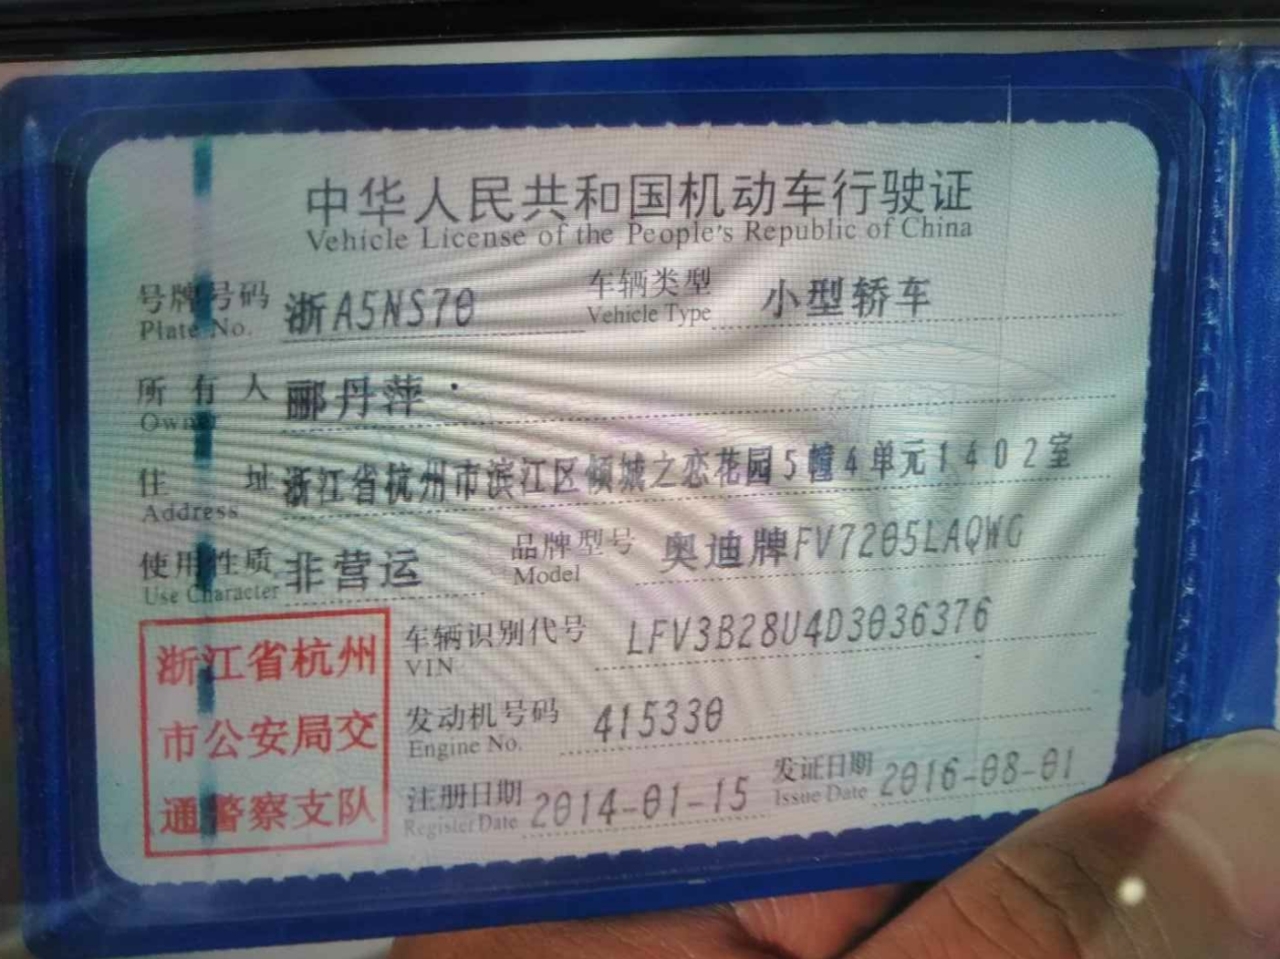 中华人民共和国机动车行驶证
Vehicle License of the People's Republic of China
号牌号码 浙A5NS70 车辆类型 小型轿车
Plate No. Vehicle Type
所有人 郦丹萍
Owner
住址 浙江省杭州市滨江区倾城之恋花园5幢4单元1402室
Address
使用性质 非营运 品牌型号 奥迪牌FV7205LAQWG
Use Character Model
浙江省杭州
市公安局交
通警察支队
车辆识别代号 LFV3B28U4D3036376
VIN
发动机号码 415330
Engine No.
注册日期 2014-01-15 发证日期 2016-08-01
Register Date Issue Date